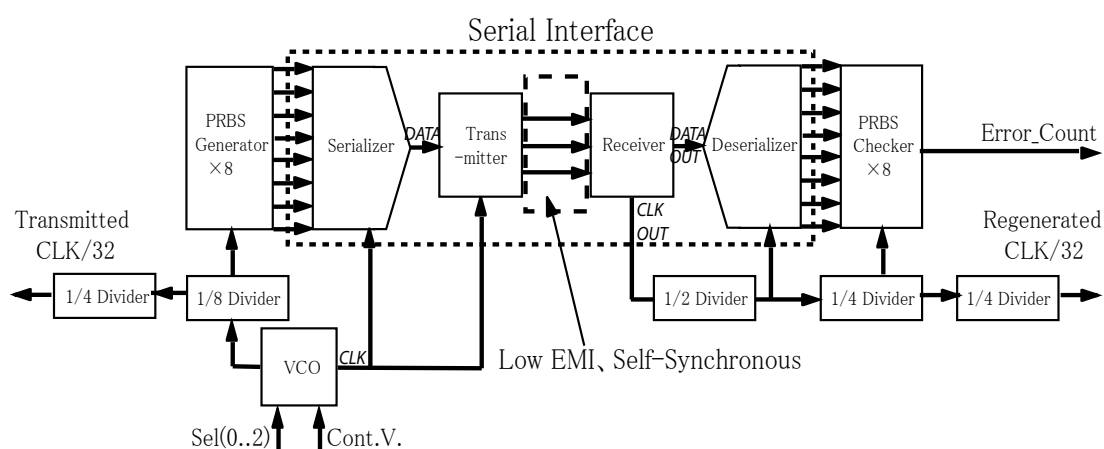 Serial Interface
PRBS
Generator
×8
Serializer
DATA
Trans
-mitter
Receiver
DATA
OUT
Deserializer
PRBS
Checker
×8
Error_Count
CLK
OUT
Transmitted
CLK/32
Regenerated
CLK/32
1/4 Divider
1/8 Divider
1/2 Divider
1/4 Divider
1/4 Divider
VCO
CLK
Low EMI、Self-Synchronous
Sel(0..2)
Cont.V.